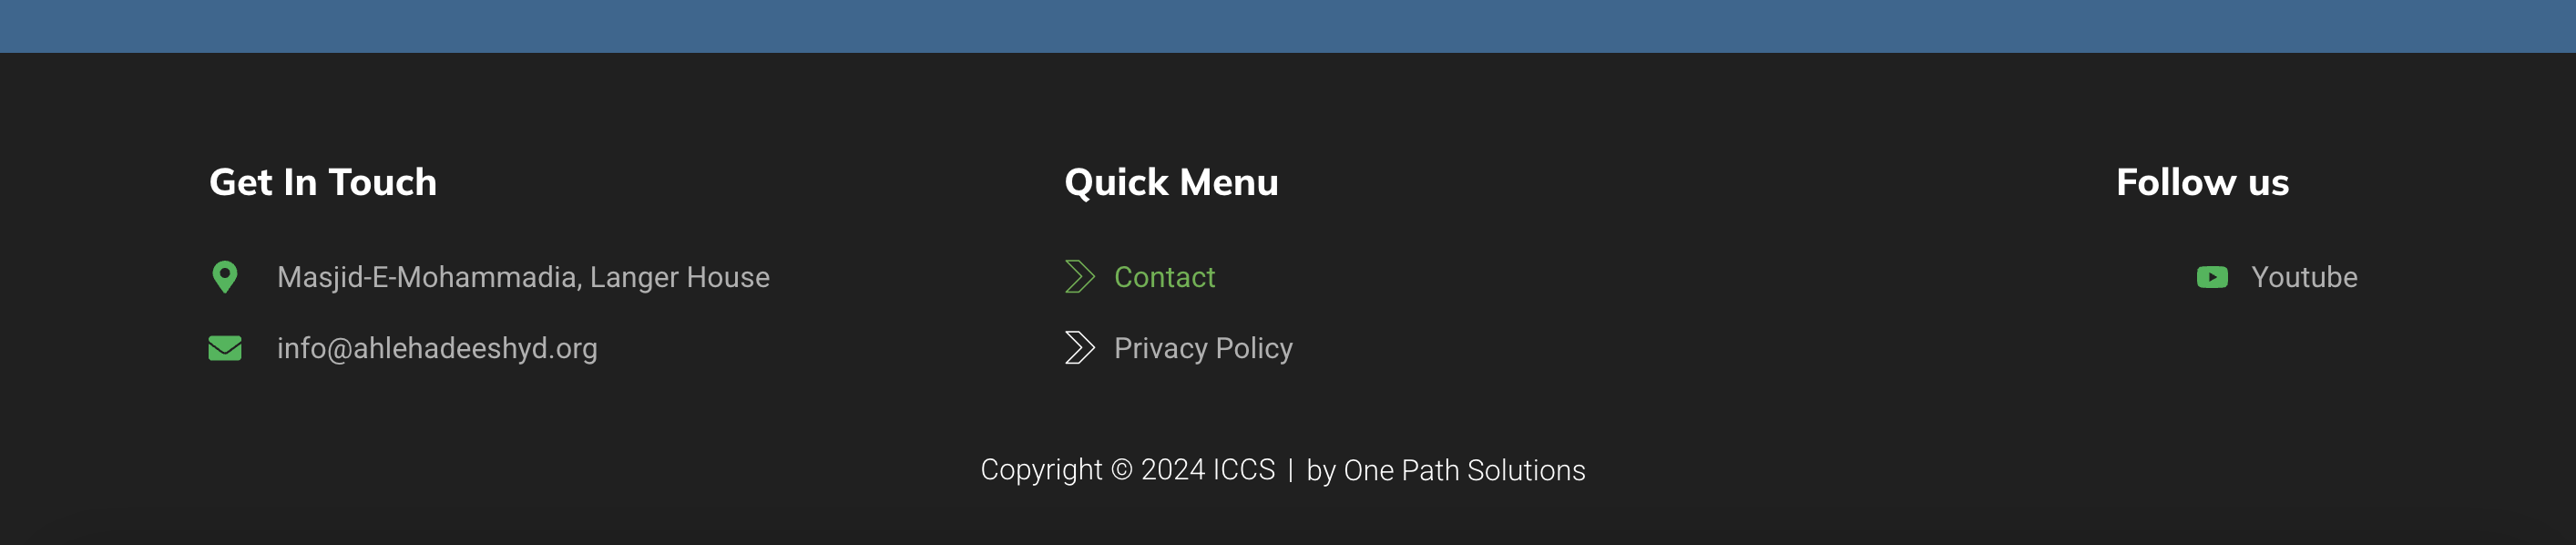 Get In Touch
Masjid-E-Mohammadia, Langer House
info@ahlehadeeshyd.org
Quick Menu
Contact
Privacy Policy
Follow us
Youtube
Copyright © 2024 ICCS | by One Path Solutions